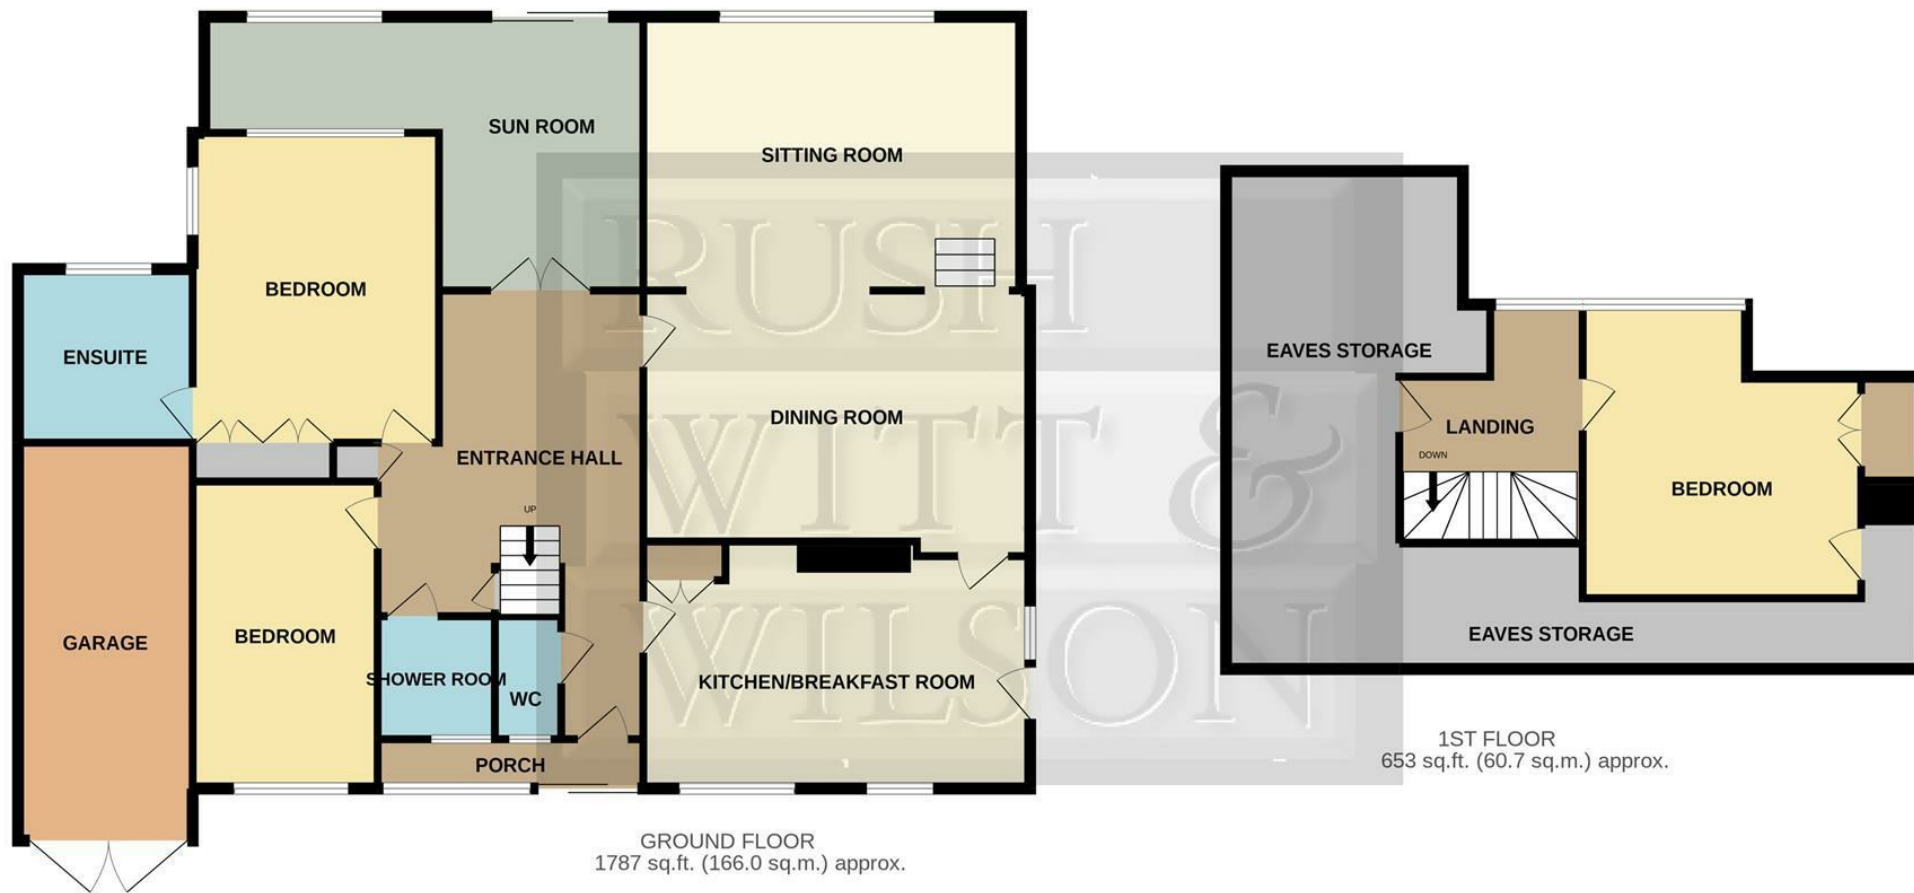 SUN ROOM
SITTING ROOM
BEDROOM
ENSUITE
DINING ROOM
ENTRANCE HALL
UP
GARAGE
BEDROOM
SHOWER ROOM
WC
KITCHEN/BREAKFAST ROOM
PORCH
GROUND FLOOR
1787 sq.ft. (166.0 sq.m.) approx.
EAVES STORAGE
LANDING
DOWN
BEDROOM
EAVES STORAGE
1ST FLOOR
653 sq.ft. (60.7 sq.m.) approx.
RUSH
WITT &
WILSON